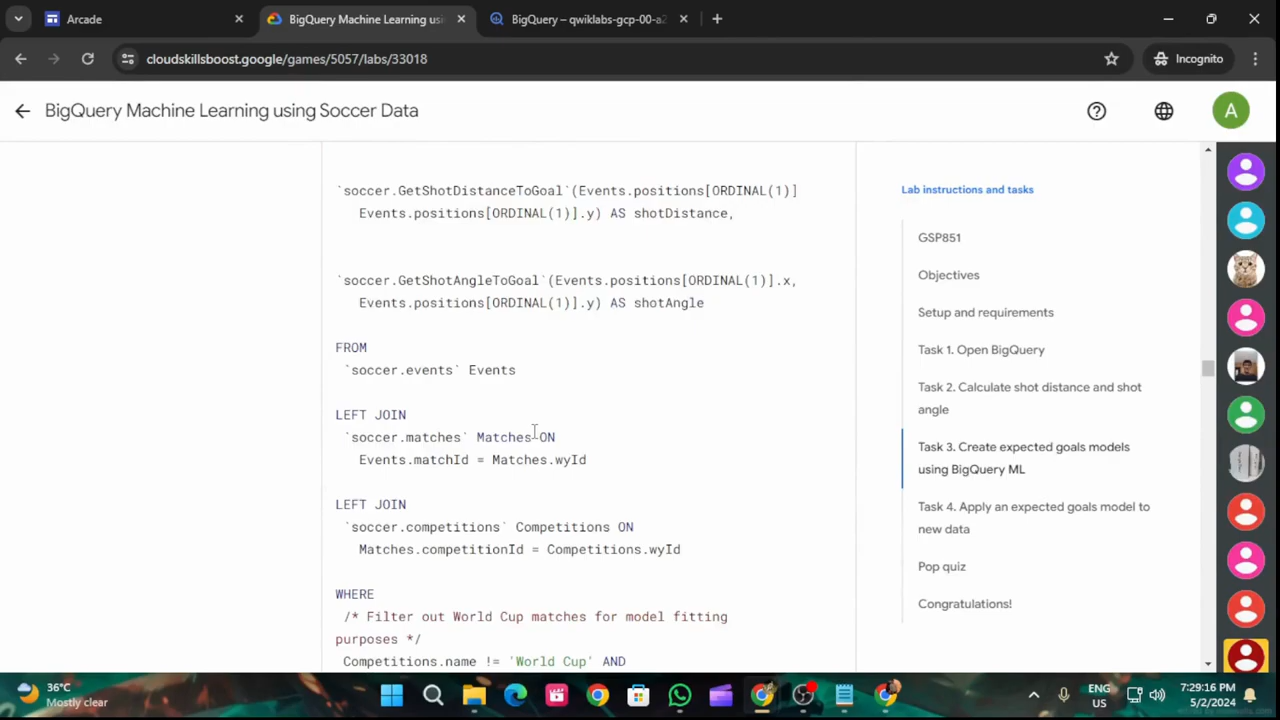 Arcade
BigQuery Machine Learning usin
BigQuery – qwiklabs-gcp-00-a2
cloudskillsboost.google/games/5057/labs/33018
Incognito
BigQuery Machine Learning using Soccer Data
A
`soccer.GetShotDistanceToGoal`(Events.positions[ORDINAL(1)]
Events.positions[ORDINAL(1)].y) AS shotDistance,
`soccer.GetShotAngleToGoal`(Events.positions[ORDINAL(1)].x,
Events.positions[ORDINAL(1)].y) AS shotAngle
FROM
`soccer.events` Events
LEFT JOIN
`soccer.matches` Matches ON
Events.matchId = Matches.wyId
LEFT JOIN
`soccer.competitions` Competitions ON
Matches.competitionId = Competitions.wyId
WHERE
/* Filter out World Cup matches for model fitting
purposes */
Competitions.name != 'World Cup' AND
Lab instructions and tasks
GSP851
Objectives
Setup and requirements
Task 1. Open BigQuery
Task 2. Calculate shot distance and shot
angle
Task 3. Create expected goals models
using BigQuery ML
Task 4. Apply an expected goals model to
new data
Pop quiz
Congratulations!
36°C
Mostly clear
ENG
US
7:29:16 PM
5/2/2024